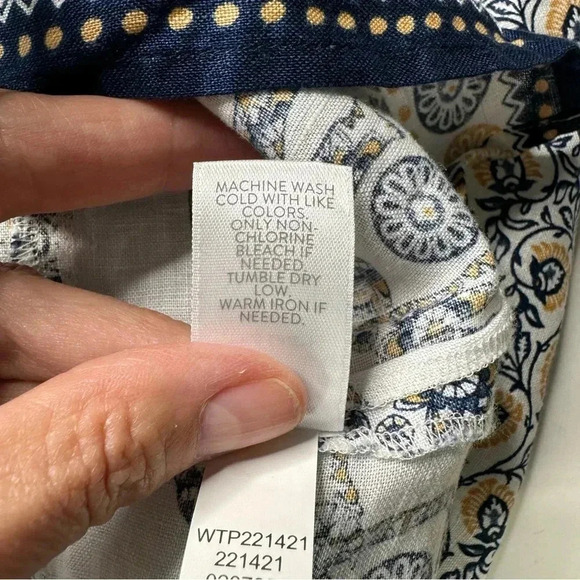 MACHINE WASH
COLD WITH LIKE
COLORS.
ONLY NON-
CHLORINE
BLEACH IF
NEEDED.
TUMBLE DRY
LOW.
WARM IRON IF
NEEDED.
WTP221421
221421